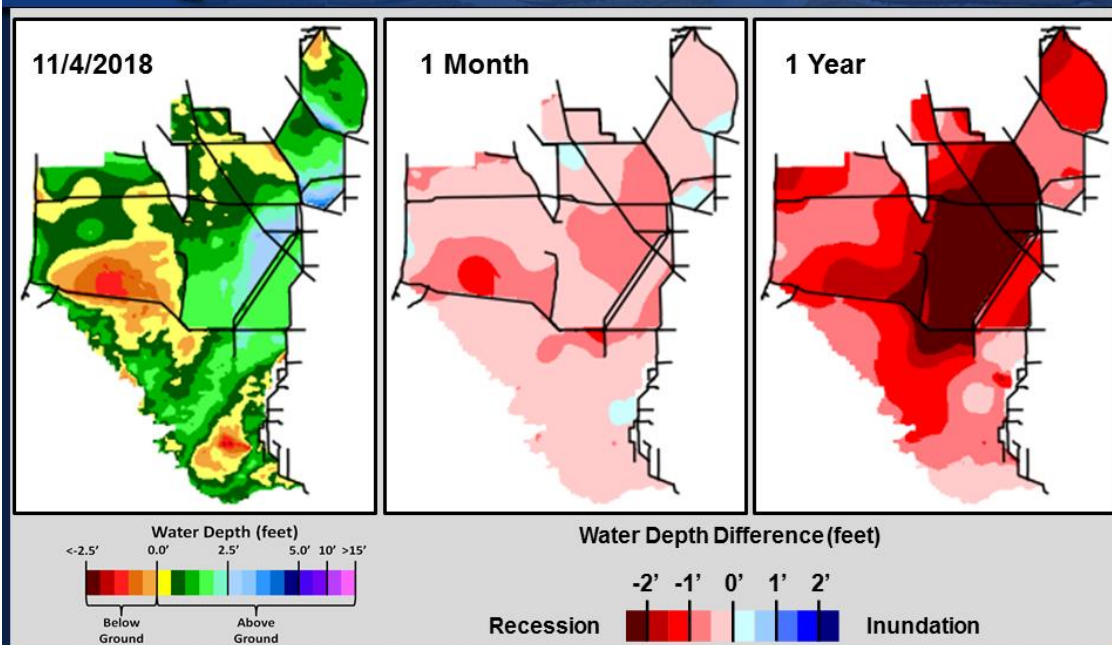 11/4/2018
1 Month
1 Year
Water Depth (feet)
<-2.5' 0.0' 2.5' 5.0' 10' >15'
Below
Ground
Above
Ground
Water Depth Difference (feet)
-2' -1' 0' 1' 2'
Recession
Inundation